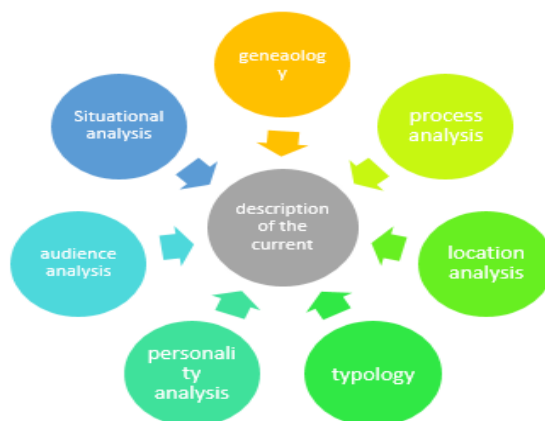 geneaolog
y
process
analysis
location
analysis
typology
personali
ty
analysis
audience
analysis
Situational
analysis
description
of the
current